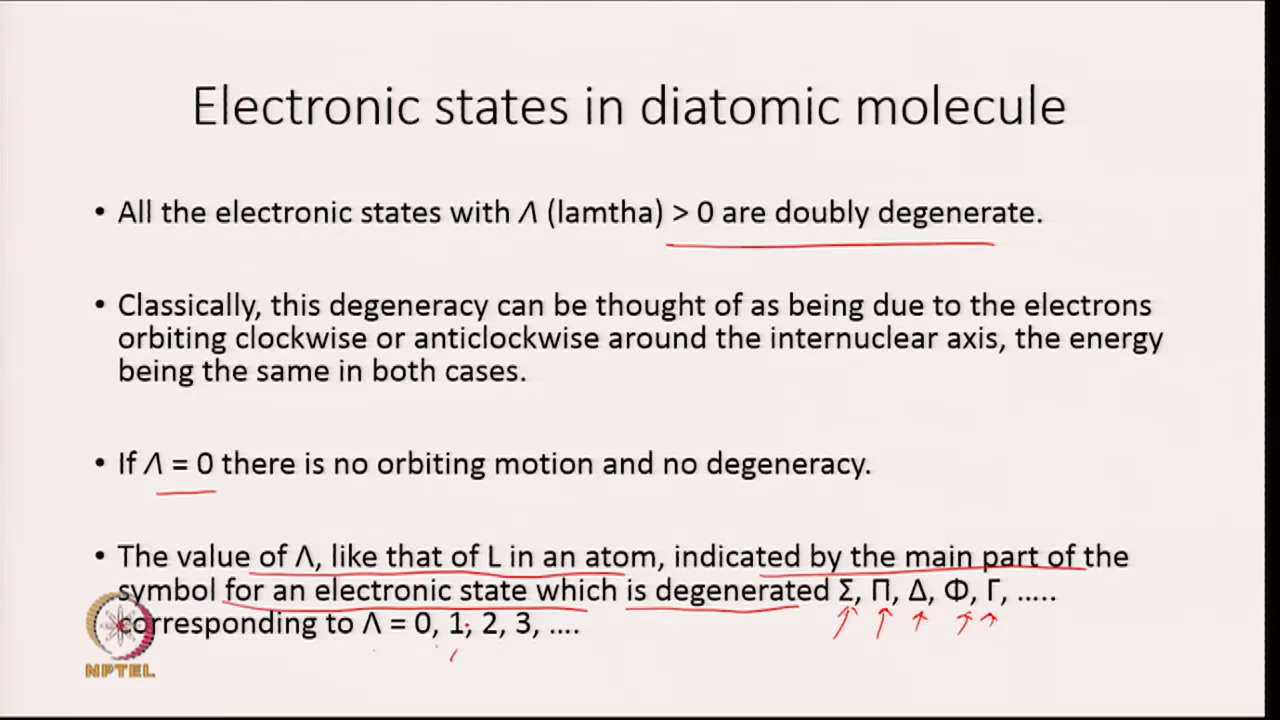 Electronic states in diatomic molecule
• All the electronic states with Λ (lamtha) > 0 are doubly degenerate.
• Classically, this degeneracy can be thought of as being due to the electrons
orbiting clockwise or anticlockwise around the internuclear axis, the energy
being the same in both cases.
• If Λ = 0 there is no orbiting motion and no degeneracy.
• The value of Λ, like that of L in an atom, indicated by the main part of the
symbol for an electronic state which is degenerated Σ, Π, Δ, Φ, Γ, …..
corresponding to Λ = 0, 1, 2, 3, ….
NPTEL